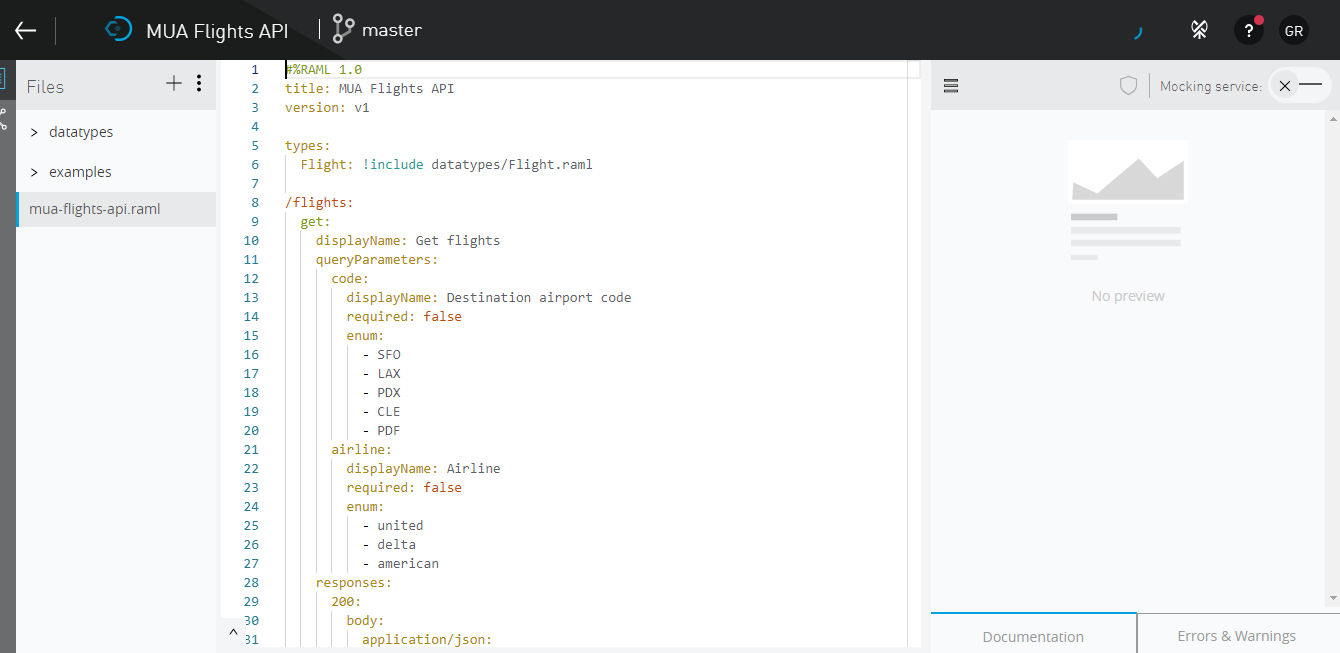 MUA Flights API
master
?
GR
Files
datatypes
examples
mua-flights-api.raml
1 #%RAML 1.0
2 title: MUA Flights API
3 version: v1
4
5 types:
6 Flight: !include datatypes/Flight.raml
7
8 /flights:
9 get:
10 displayName: Get flights
11 queryParameters:
12 code:
13 displayName: Destination airport code
14 required: false
15 enum:
16 - SFO
17 - LAX
18 - PDX
19 - CLE
20 - PDF
21 airline:
22 displayName: Airline
23 required: false
24 enum:
25 - united
26 - delta
27 - american
28 responses:
29 200:
30 body:
31 application/json:
Mocking service:
No preview
Documentation
Errors & Warnings